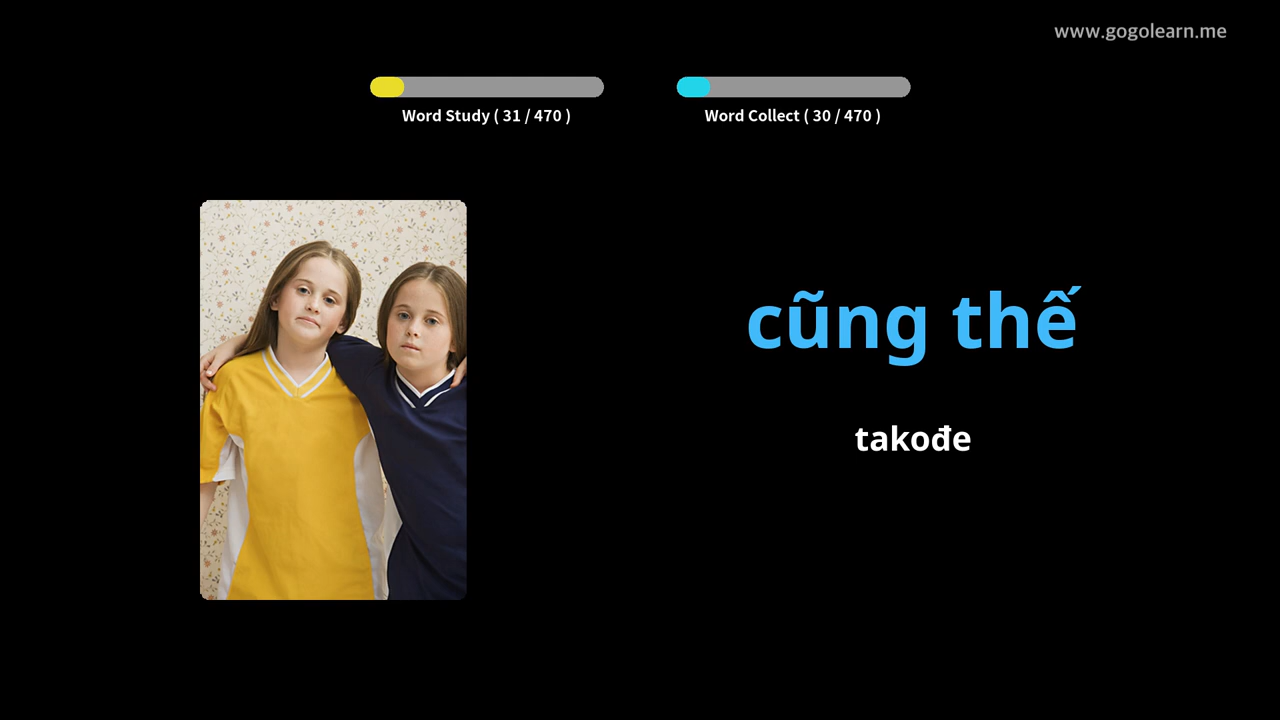 www.gogolearn.me
Word Study ( 31 / 470 )
Word Collect ( 30 / 470 )
cũng thế
takođe